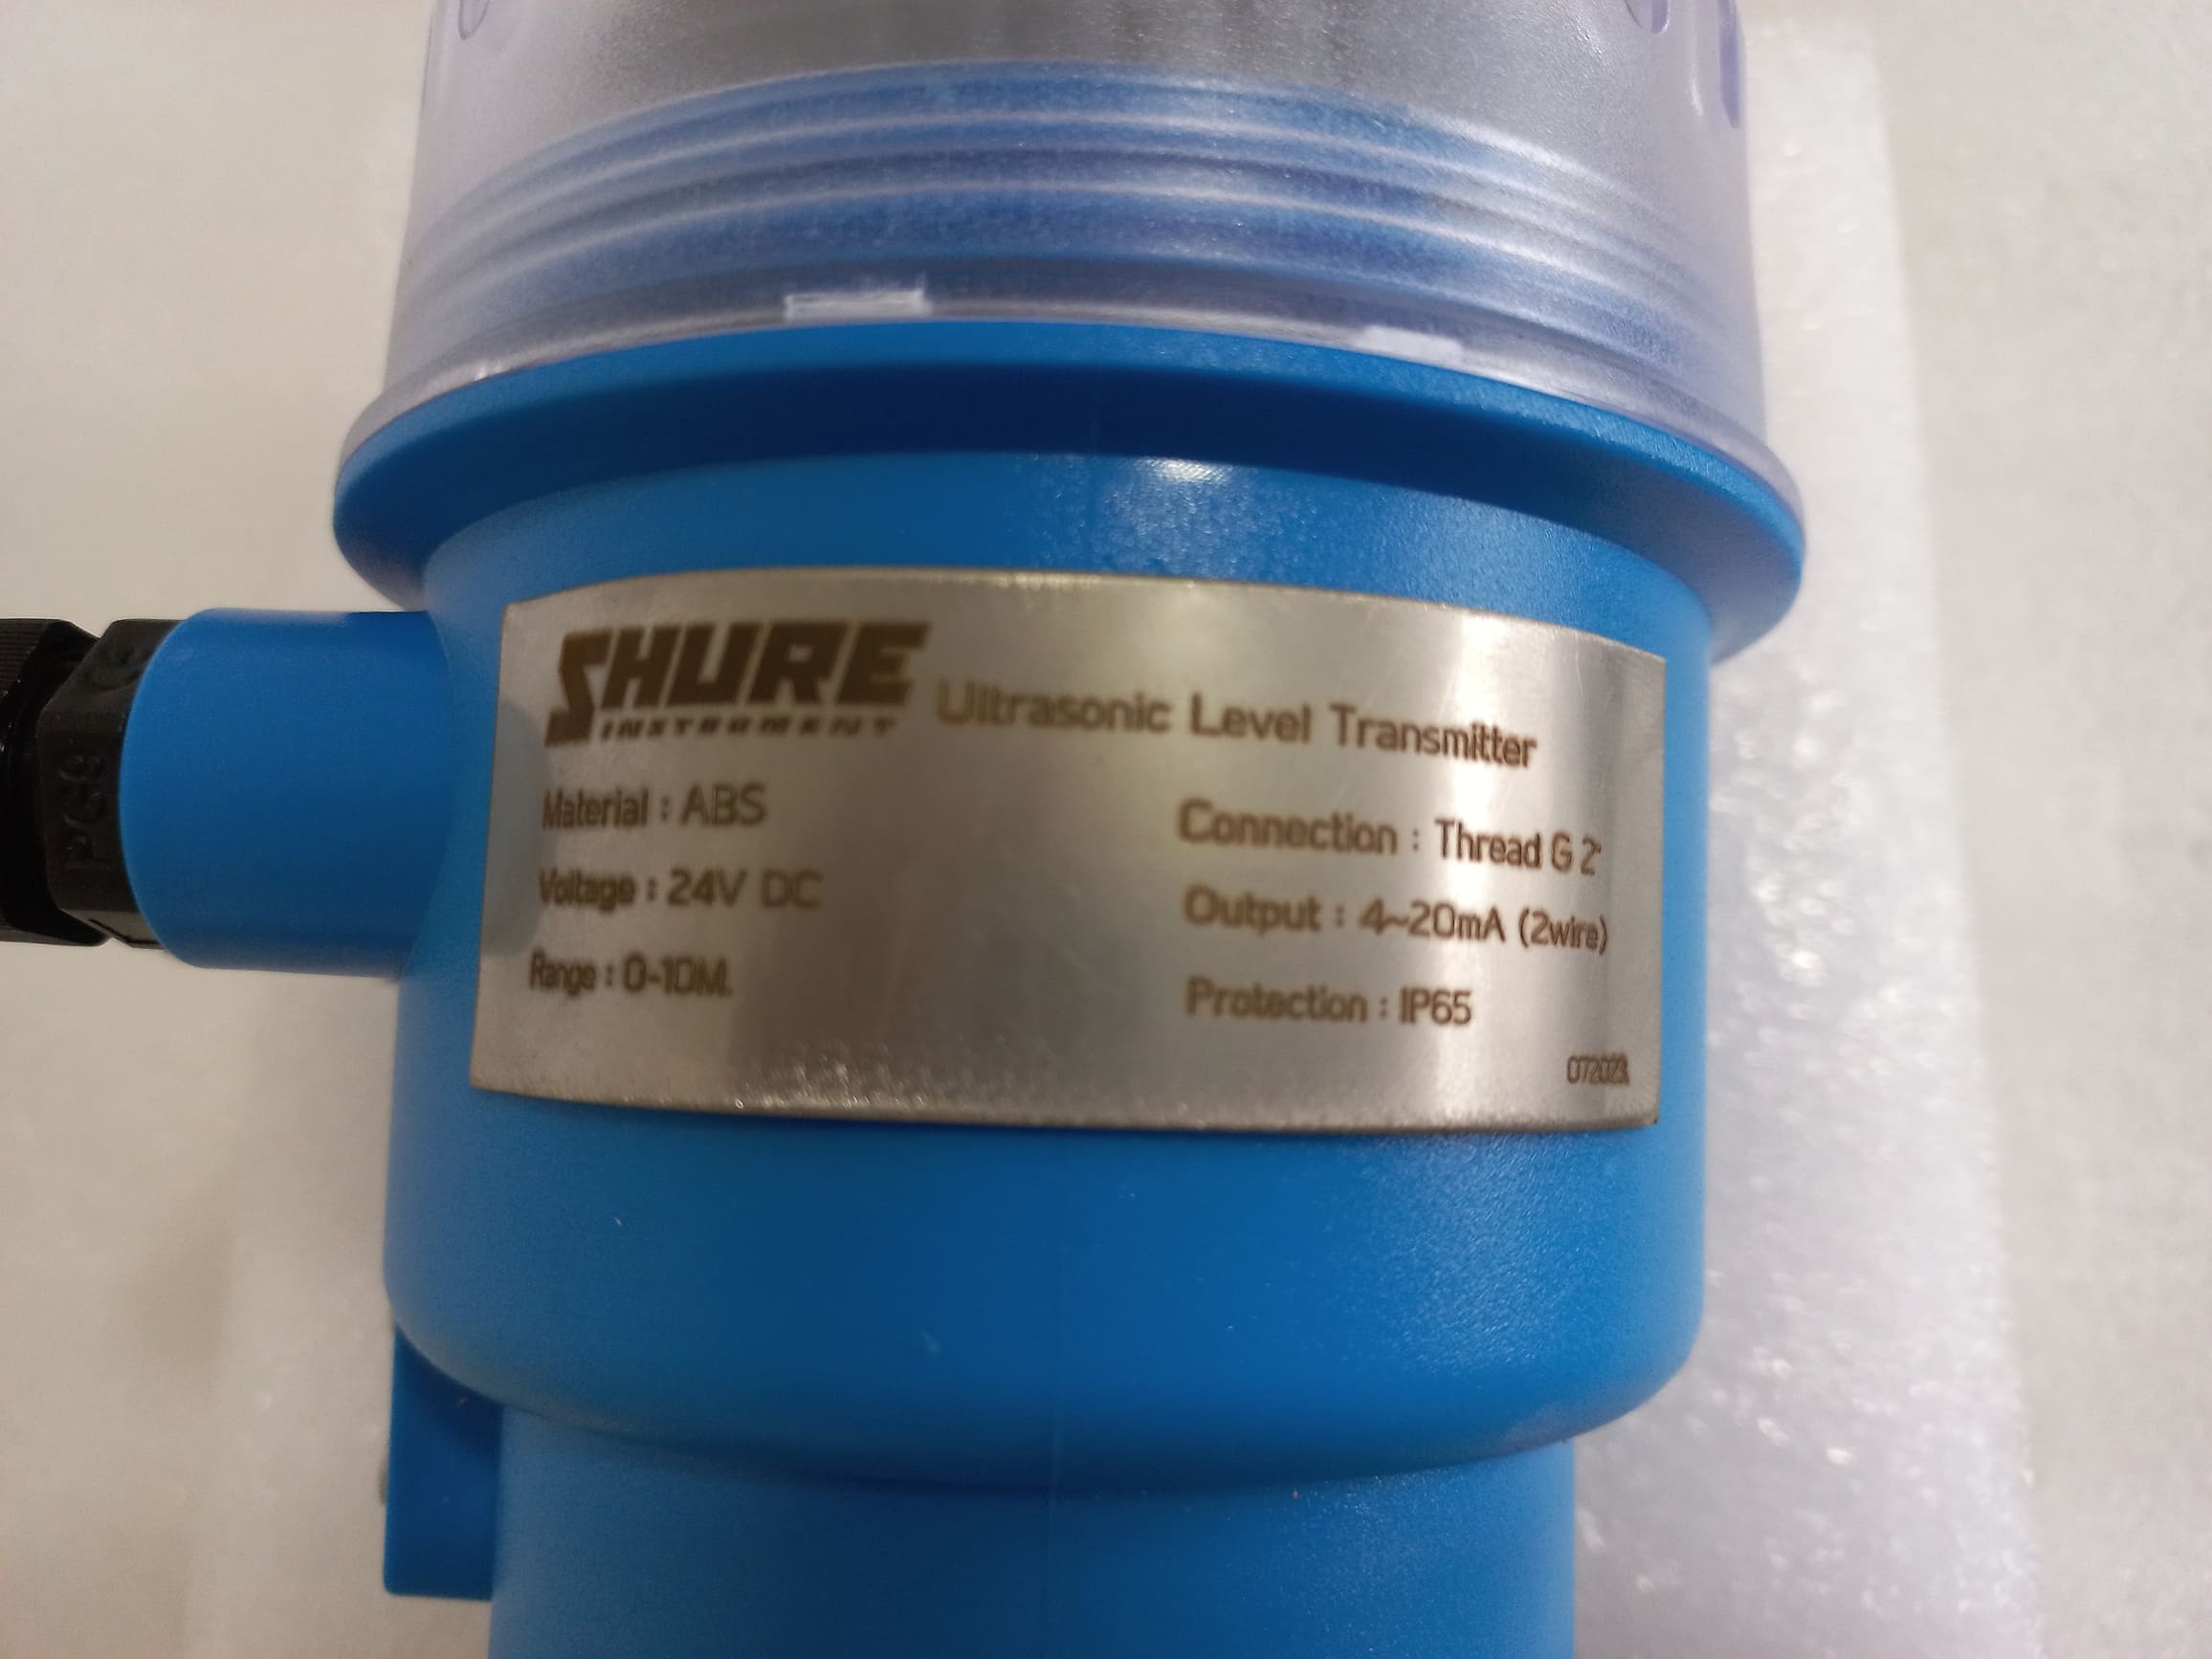 SHURE
INSTRUMENT
Ultrasonic Level Transmitter
Material : ABS
Connection : Thread G 2"
Voltage : 24V DC
Output : 4~20mA (2wire)
Range : 0-10M.
Protection : IP65
PG9